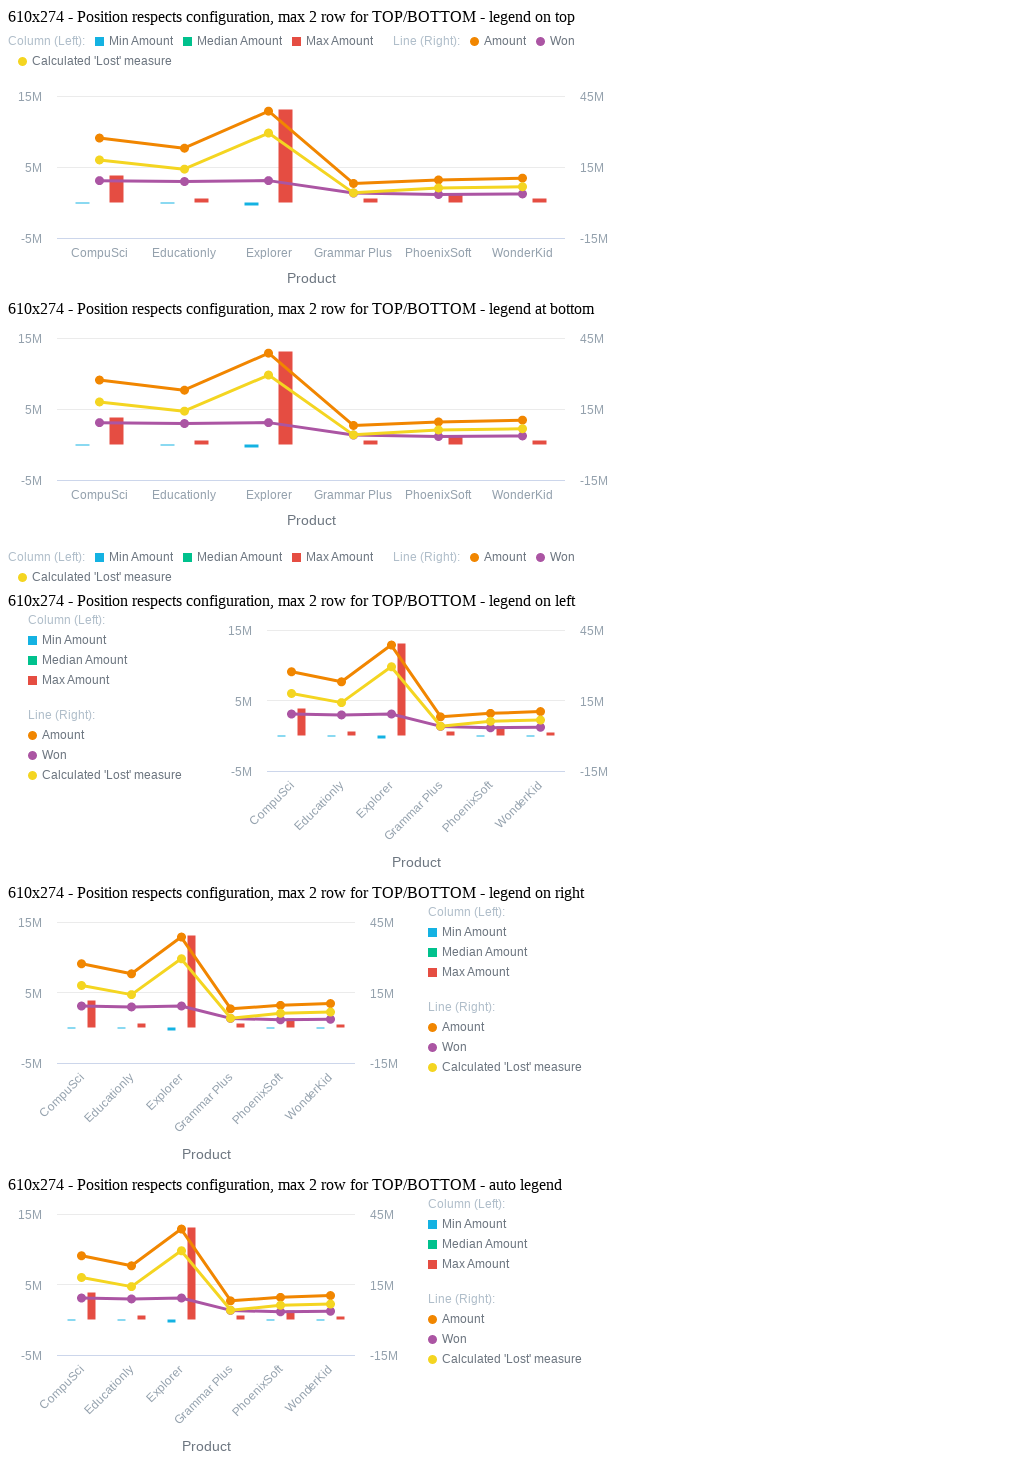 610x274 - Position respects configuration, max 2 row for TOP/BOTTOM - legend on top
Column (Left): Min Amount Median Amount Max Amount Line (Right): Amount Won
Calculated 'Lost' measure
15M 45M
5M 15M
-5M -15M
CompuSci Educationly Explorer Grammar Plus PhoenixSoft WonderKid
Product
610x274 - Position respects configuration, max 2 row for TOP/BOTTOM - legend at bottom
15M 45M
5M 15M
-5M -15M
CompuSci Educationly Explorer Grammar Plus PhoenixSoft WonderKid
Product
Column (Left): Min Amount Median Amount Max Amount Line (Right): Amount Won
Calculated 'Lost' measure
610x274 - Position respects configuration, max 2 row for TOP/BOTTOM - legend on left
Column (Left):
Min Amount
Median Amount
Max Amount
Line (Right):
Amount
Won
Calculated 'Lost' measure
15M 45M
5M 15M
-5M -15M
CompuSci Educationly Explorer Grammar Plus PhoenixSoft WonderKid
Product
610x274 - Position respects configuration, max 2 row for TOP/BOTTOM - legend on right
15M 45M
5M 15M
-5M -15M
CompuSci Educationly Explorer Grammar Plus PhoenixSoft WonderKid
Product
Column (Left):
Min Amount
Median Amount
Max Amount
Line (Right):
Amount
Won
Calculated 'Lost' measure
610x274 - Position respects configuration, max 2 row for TOP/BOTTOM - auto legend
15M 45M
5M 15M
-5M -15M
CompuSci Educationly Explorer Grammar Plus PhoenixSoft WonderKid
Product
Column (Left):
Min Amount
Median Amount
Max Amount
Line (Right):
Amount
Won
Calculated 'Lost' measure